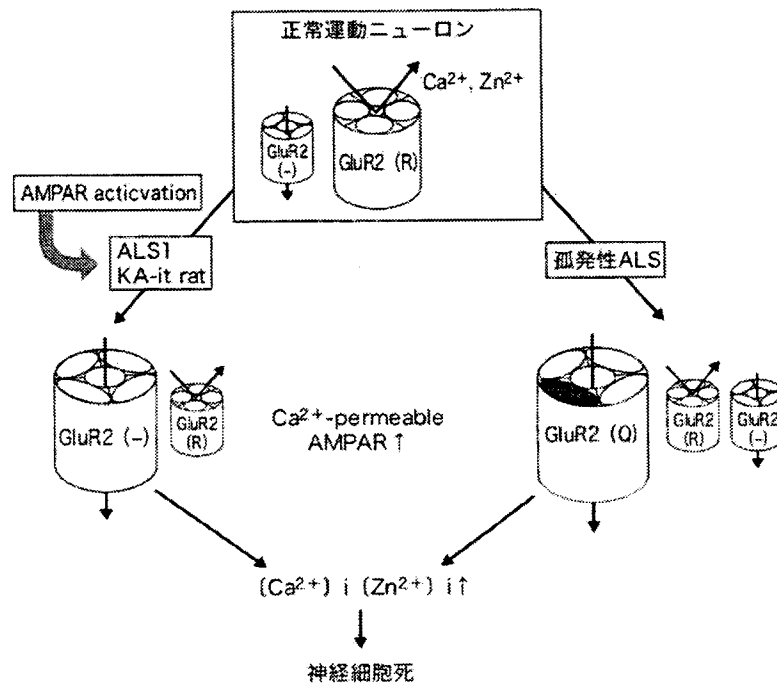 正常運動ニューロン
Ca²⁺, Zn²⁺
GluR2
(-)
GluR2 (R)
AMPAR acticvation
ALS1
KA-it rat
孤発性ALS
GluR2 (-)
GluR2
(R)
Ca²⁺-permeable
AMPAR↑
GluR2 (Q)
GluR2
(R)
GluR2
(-)
(Ca²⁺) i (Zn²⁺) i↑
神経細胞死